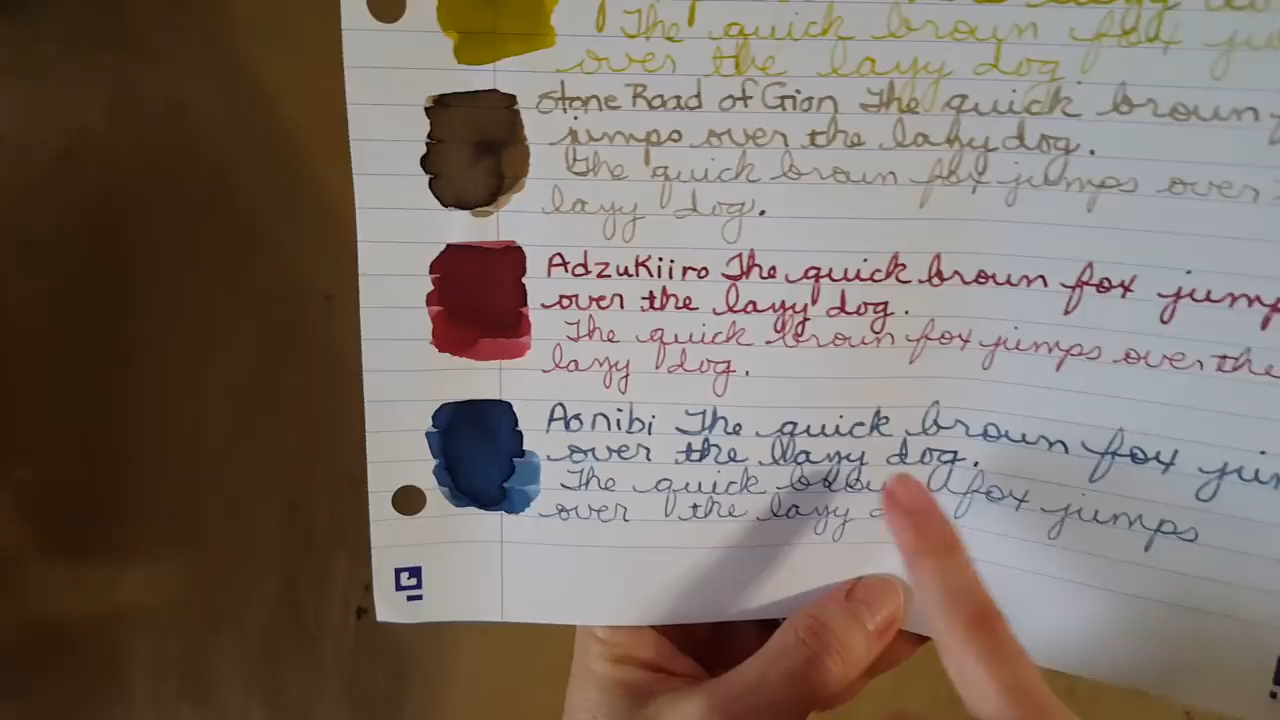 The quick brown fox ju
over the lazy dog.
Stone Road of Gion The quick brown
jumps over the lazy dog.
The quick brown fox jumps over
lazy dog.
Adzukiiro The quick brown fox jump
over the lazy dog.
The quick brown fox jumps over the
lazy dog.
Aonibi The quick brown fox jum
over the lazy dog.
The quick fox jumps
over the lazy